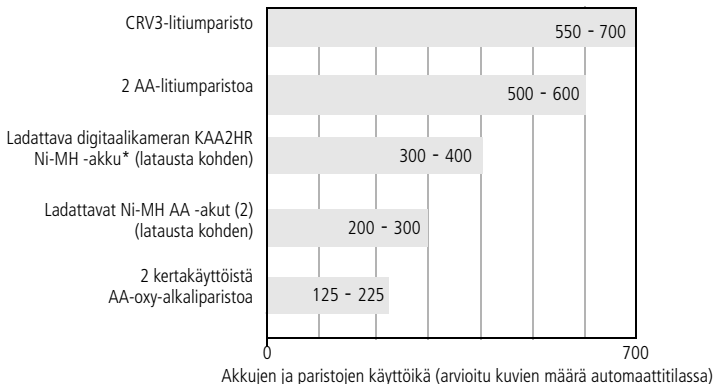 CRV3-litiumparisto
550 - 700
2 AA-litiumparistoa
500 - 600
Ladattava digitaalikameran KAA2HR
Ni-MH -akku* (latausta kohden)
300 - 400
Ladattavat Ni-MH AA -akut (2)
(latausta kohden)
200 - 300
2 kertakäyttöistä
AA-oxy-alkaliparistoa
125 - 225
0
700
Akkujen ja paristojen käyttöikä (arvioitu kuvien määrä automaattitilassa)